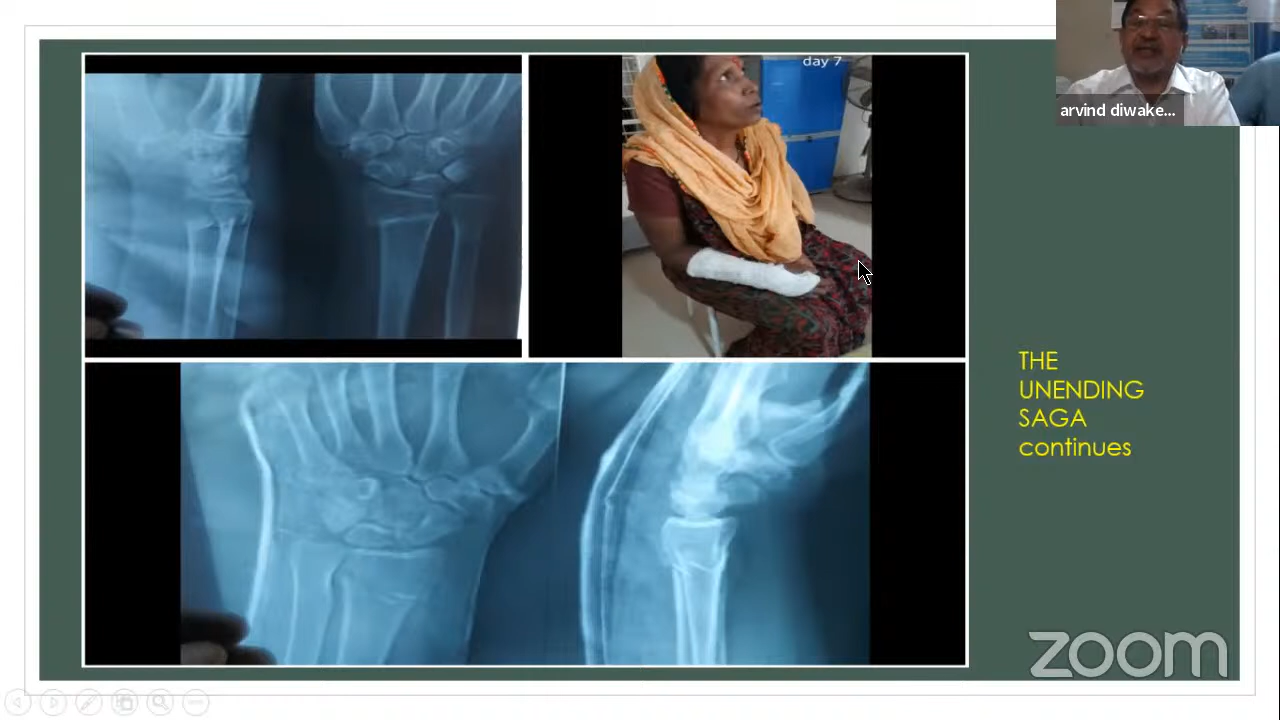 day 7
arvind diwake...
THE
UNENDING
SAGA
continues
zoom